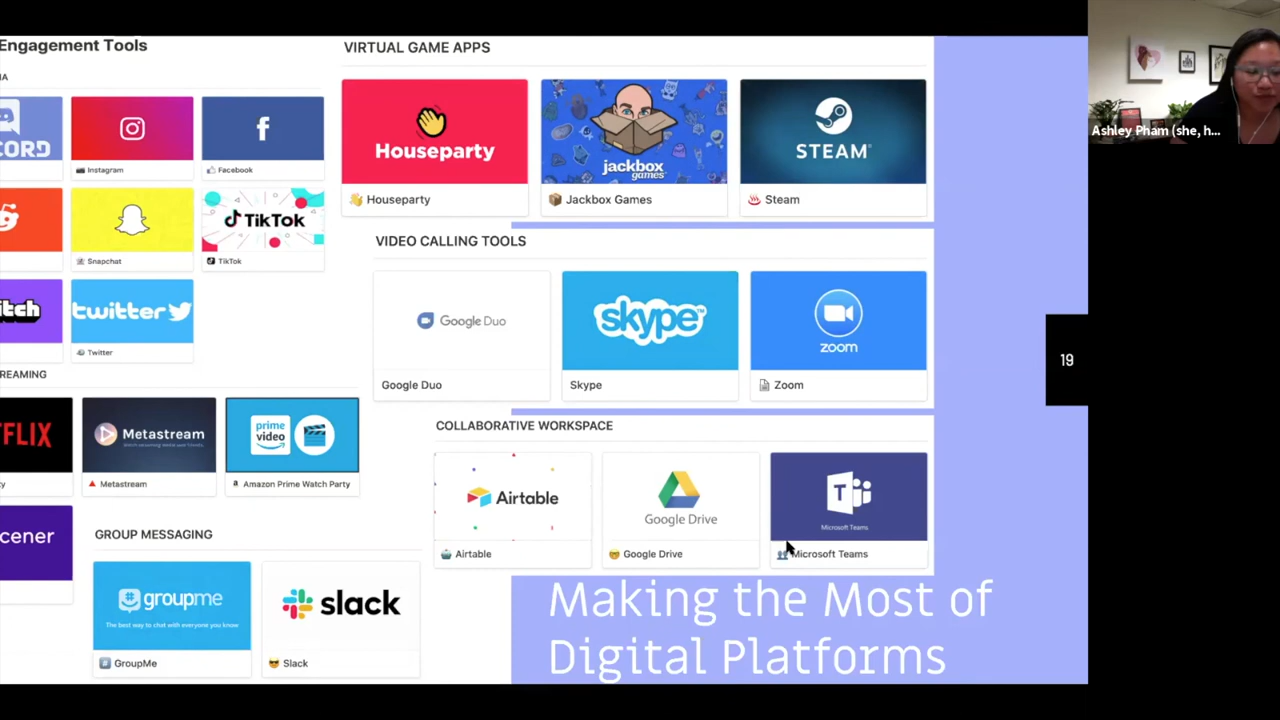 Engagement Tools
IA
CORD
Instagram
f
Facebook
Snapchat
TikTok
TikTok
itch
twitter
Twitter
REAMING
FLIX
ty
Metastream
Metastream
prime video
Amazon Prime Watch Party
cener
GROUP MESSAGING
groupme
The best way to chat with everyone you know
GroupMe
slack
Slack
VIRTUAL GAME APPS
Houseparty
Houseparty
jackbox games
Jackbox Games
STEAM
Steam
VIDEO CALLING TOOLS
Google Duo
Google Duo
skype
Skype
zoom
Zoom
COLLABORATIVE WORKSPACE
Airtable
Airtable
Google Drive
Google Drive
T
Microsoft Teams
Microsoft Teams
Making the Most of
Digital Platforms
19
Ashley Pham (she, h...